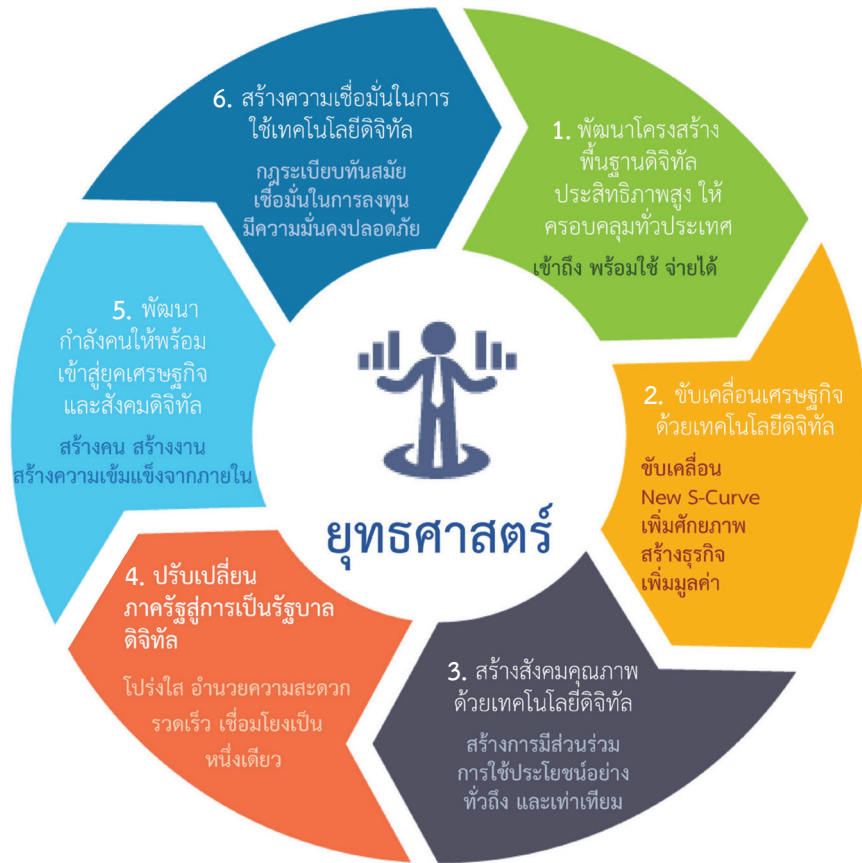 1. พัฒนาโครงสร้าง
พื้นฐานดิจิทัล
ประสิทธิภาพสูง ให้
ครอบคลุมทั่วประเทศ
เข้าถึง พร้อมใช้ จ่ายได้
2. ขับเคลื่อนเศรษฐกิจ
ด้วยเทคโนโลยีดิจิทัล
ขับเคลื่อน
New S-Curve
เพิ่มศักยภาพ
สร้างธุรกิจ
เพิ่มมูลค่า
3. สร้างสังคมคุณภาพ
ด้วยเทคโนโลยีดิจิทัล
สร้างการมีส่วนร่วม
การใช้ประโยชน์อย่าง
ทั่วถึง และเท่าเทียม
4. ปรับเปลี่ยน
ภาครัฐสู่การเป็นรัฐบาล
ดิจิทัล
โปร่งใส อำนวยความสะดวก
รวดเร็ว เชื่อมโยงเป็น
หนึ่งเดียว
5. พัฒนา
กำลังคนให้พร้อม
เข้าสู่ยุคเศรษฐกิจ
และสังคมดิจิทัล
สร้างคน สร้างงาน
สร้างความเข้มแข็งจากภายใน
6. สร้างความเชื่อมั่นในการ
ใช้เทคโนโลยีดิจิทัล
กฎระเบียบทันสมัย
เชื่อมั่นในการลงทุน
มีความมั่นคงปลอดภัย
ยุทธศาสตร์